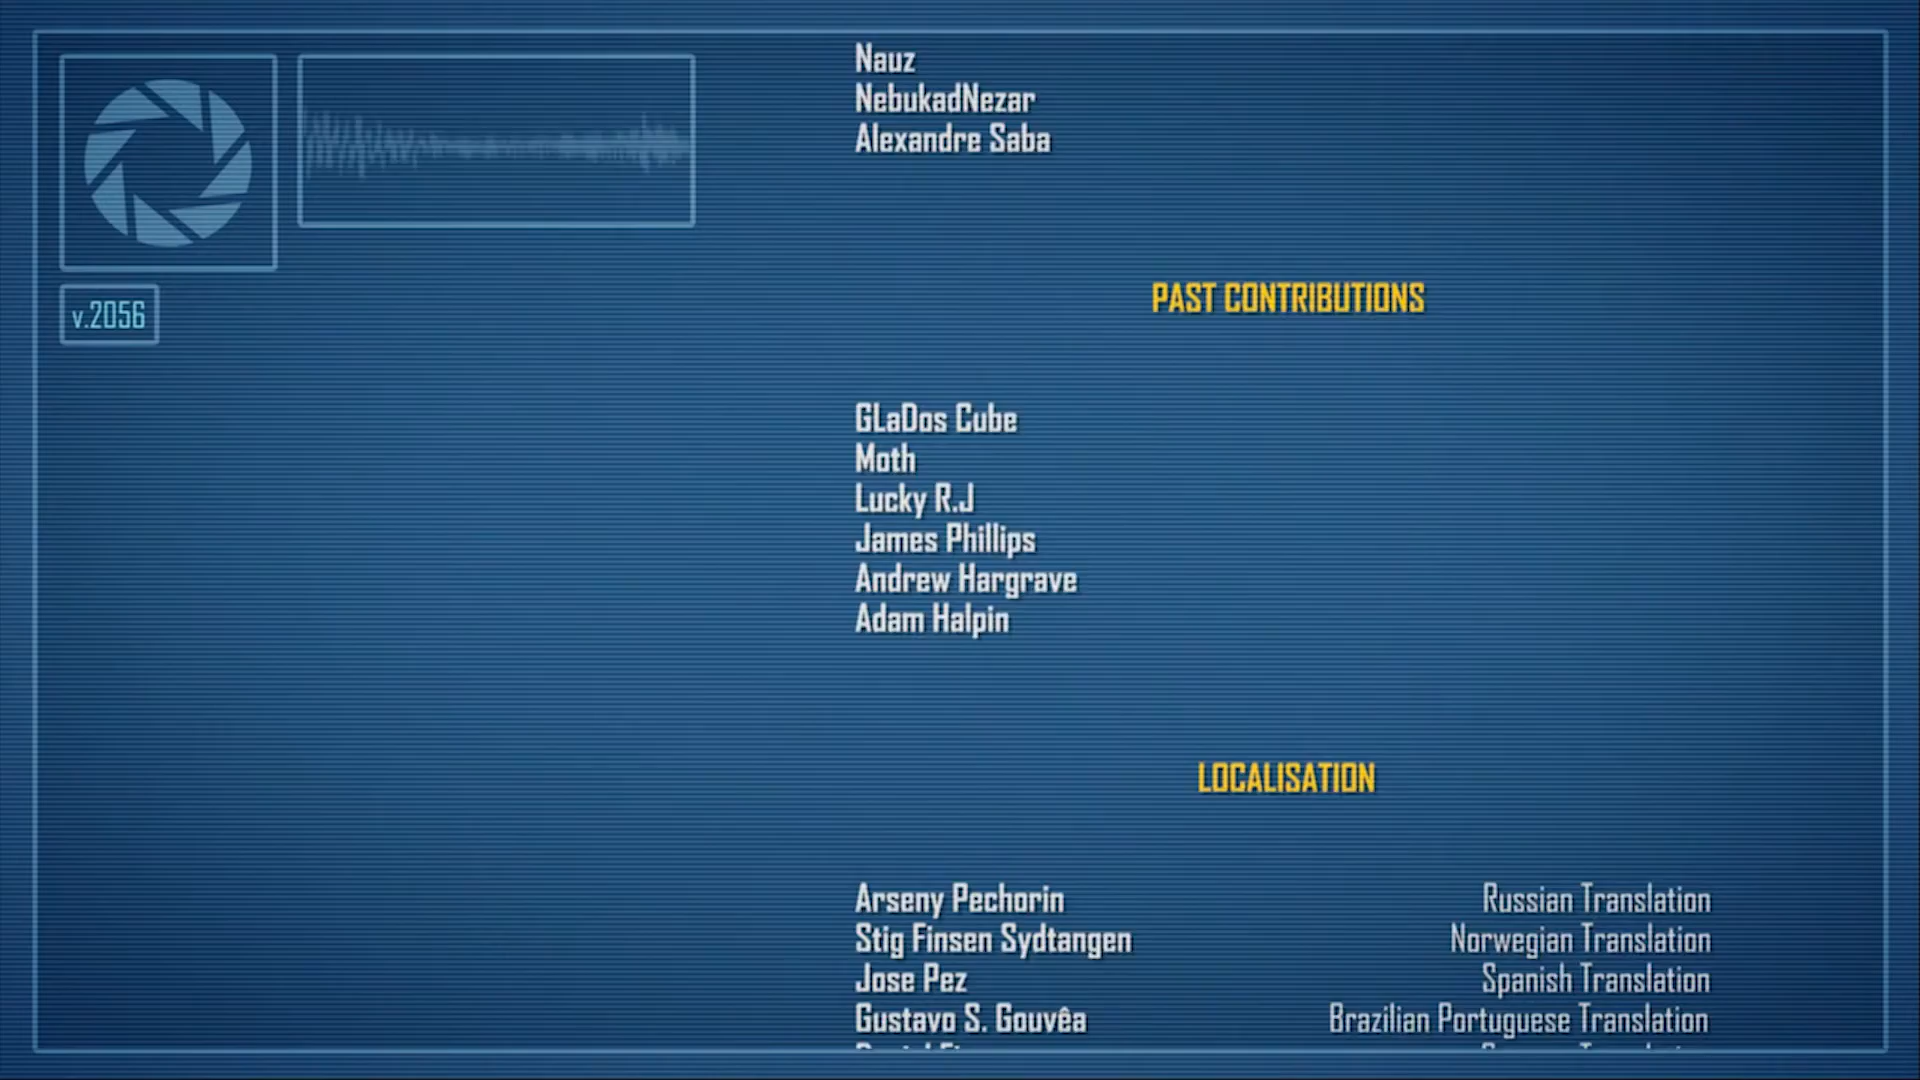 Nauz
NebukadNezar
Alexandre Saba
v.2056
PAST CONTRIBUTIONS
GLaDos Cube
Moth
Lucky R.J
James Phillips
Andrew Hargrave
Adam Halpin
LOCALISATION
Arseny Pechorin Russian Translation
Stig Finsen Sydtangen Norwegian Translation
Jose Pez Spanish Translation
Gustavo S. Gouvêa Brazilian Portuguese Translation